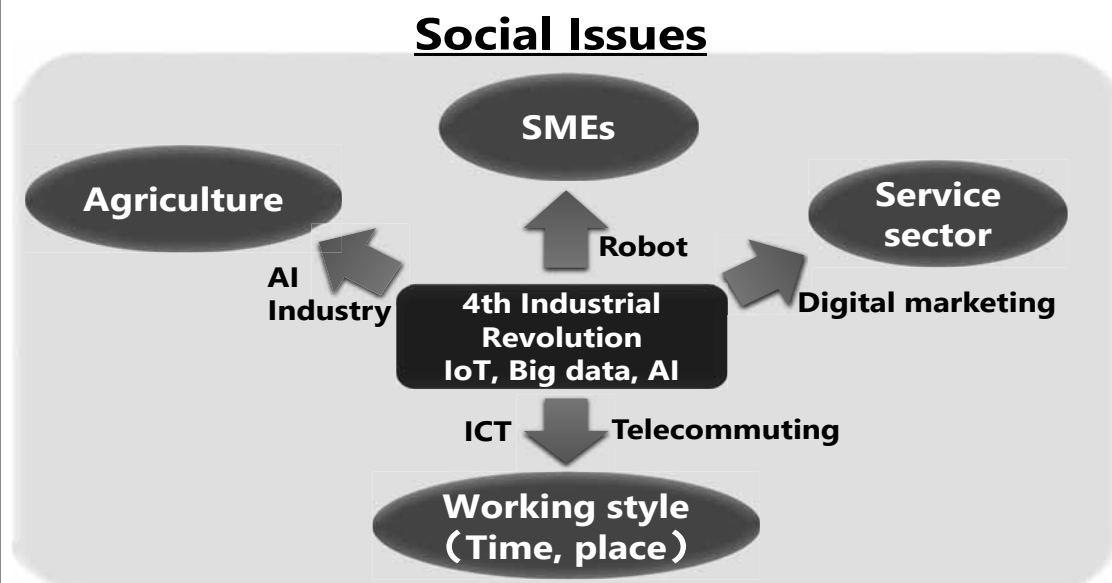 Social Issues
SMEs
Agriculture
Service
sector
Robot
AI
Industry
Digital marketing
4th Industrial
Revolution
IoT, Big data, AI
ICT
Telecommuting
Working style
（Time, place）